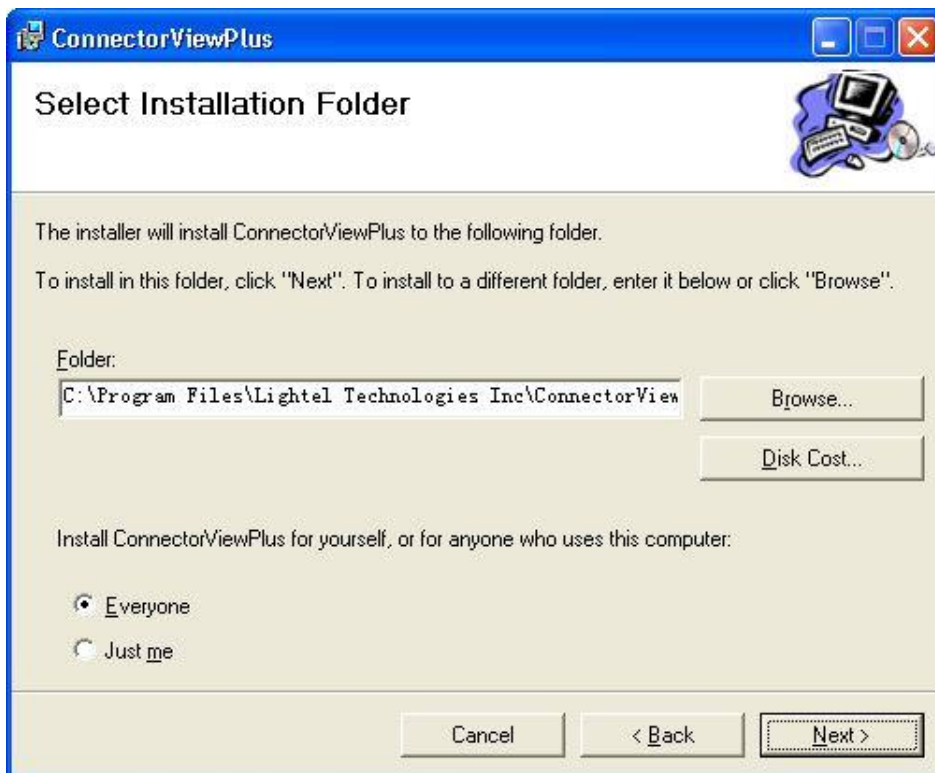 ConnectorViewPlus
Select Installation Folder
The installer will install ConnectorViewPlus to the following folder.
To install in this folder, click "Next". To install to a different folder, enter it below or click "Browse".
Folder:
C:\Program Files\Lightel Technologies Inc\ConnectorView
Browse...
Disk Cost...
Install ConnectorViewPlus for yourself, or for anyone who uses this computer:
Everyone
Just me
Cancel
< Back
Next >